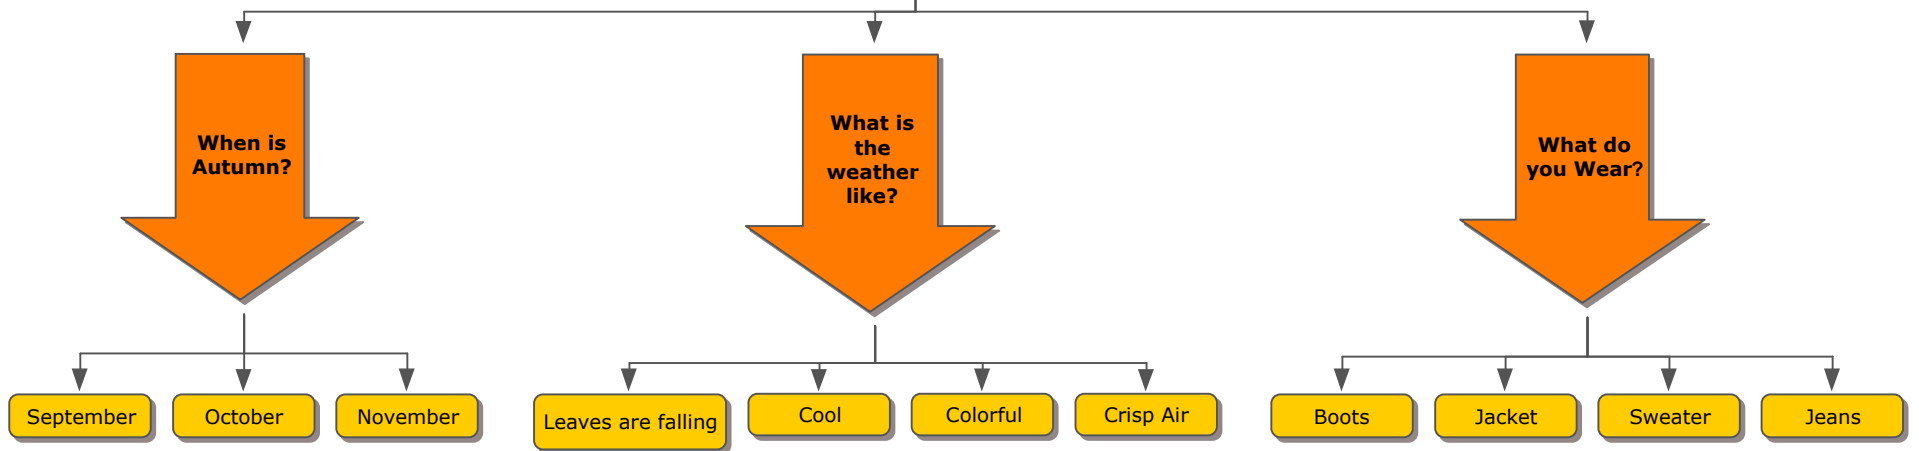 When is
Autumn?
What is
the
weather
like?
What do
you Wear?
September
October
November
Leaves are falling
Cool
Colorful
Crisp Air
Boots
Jacket
Sweater
Jeans